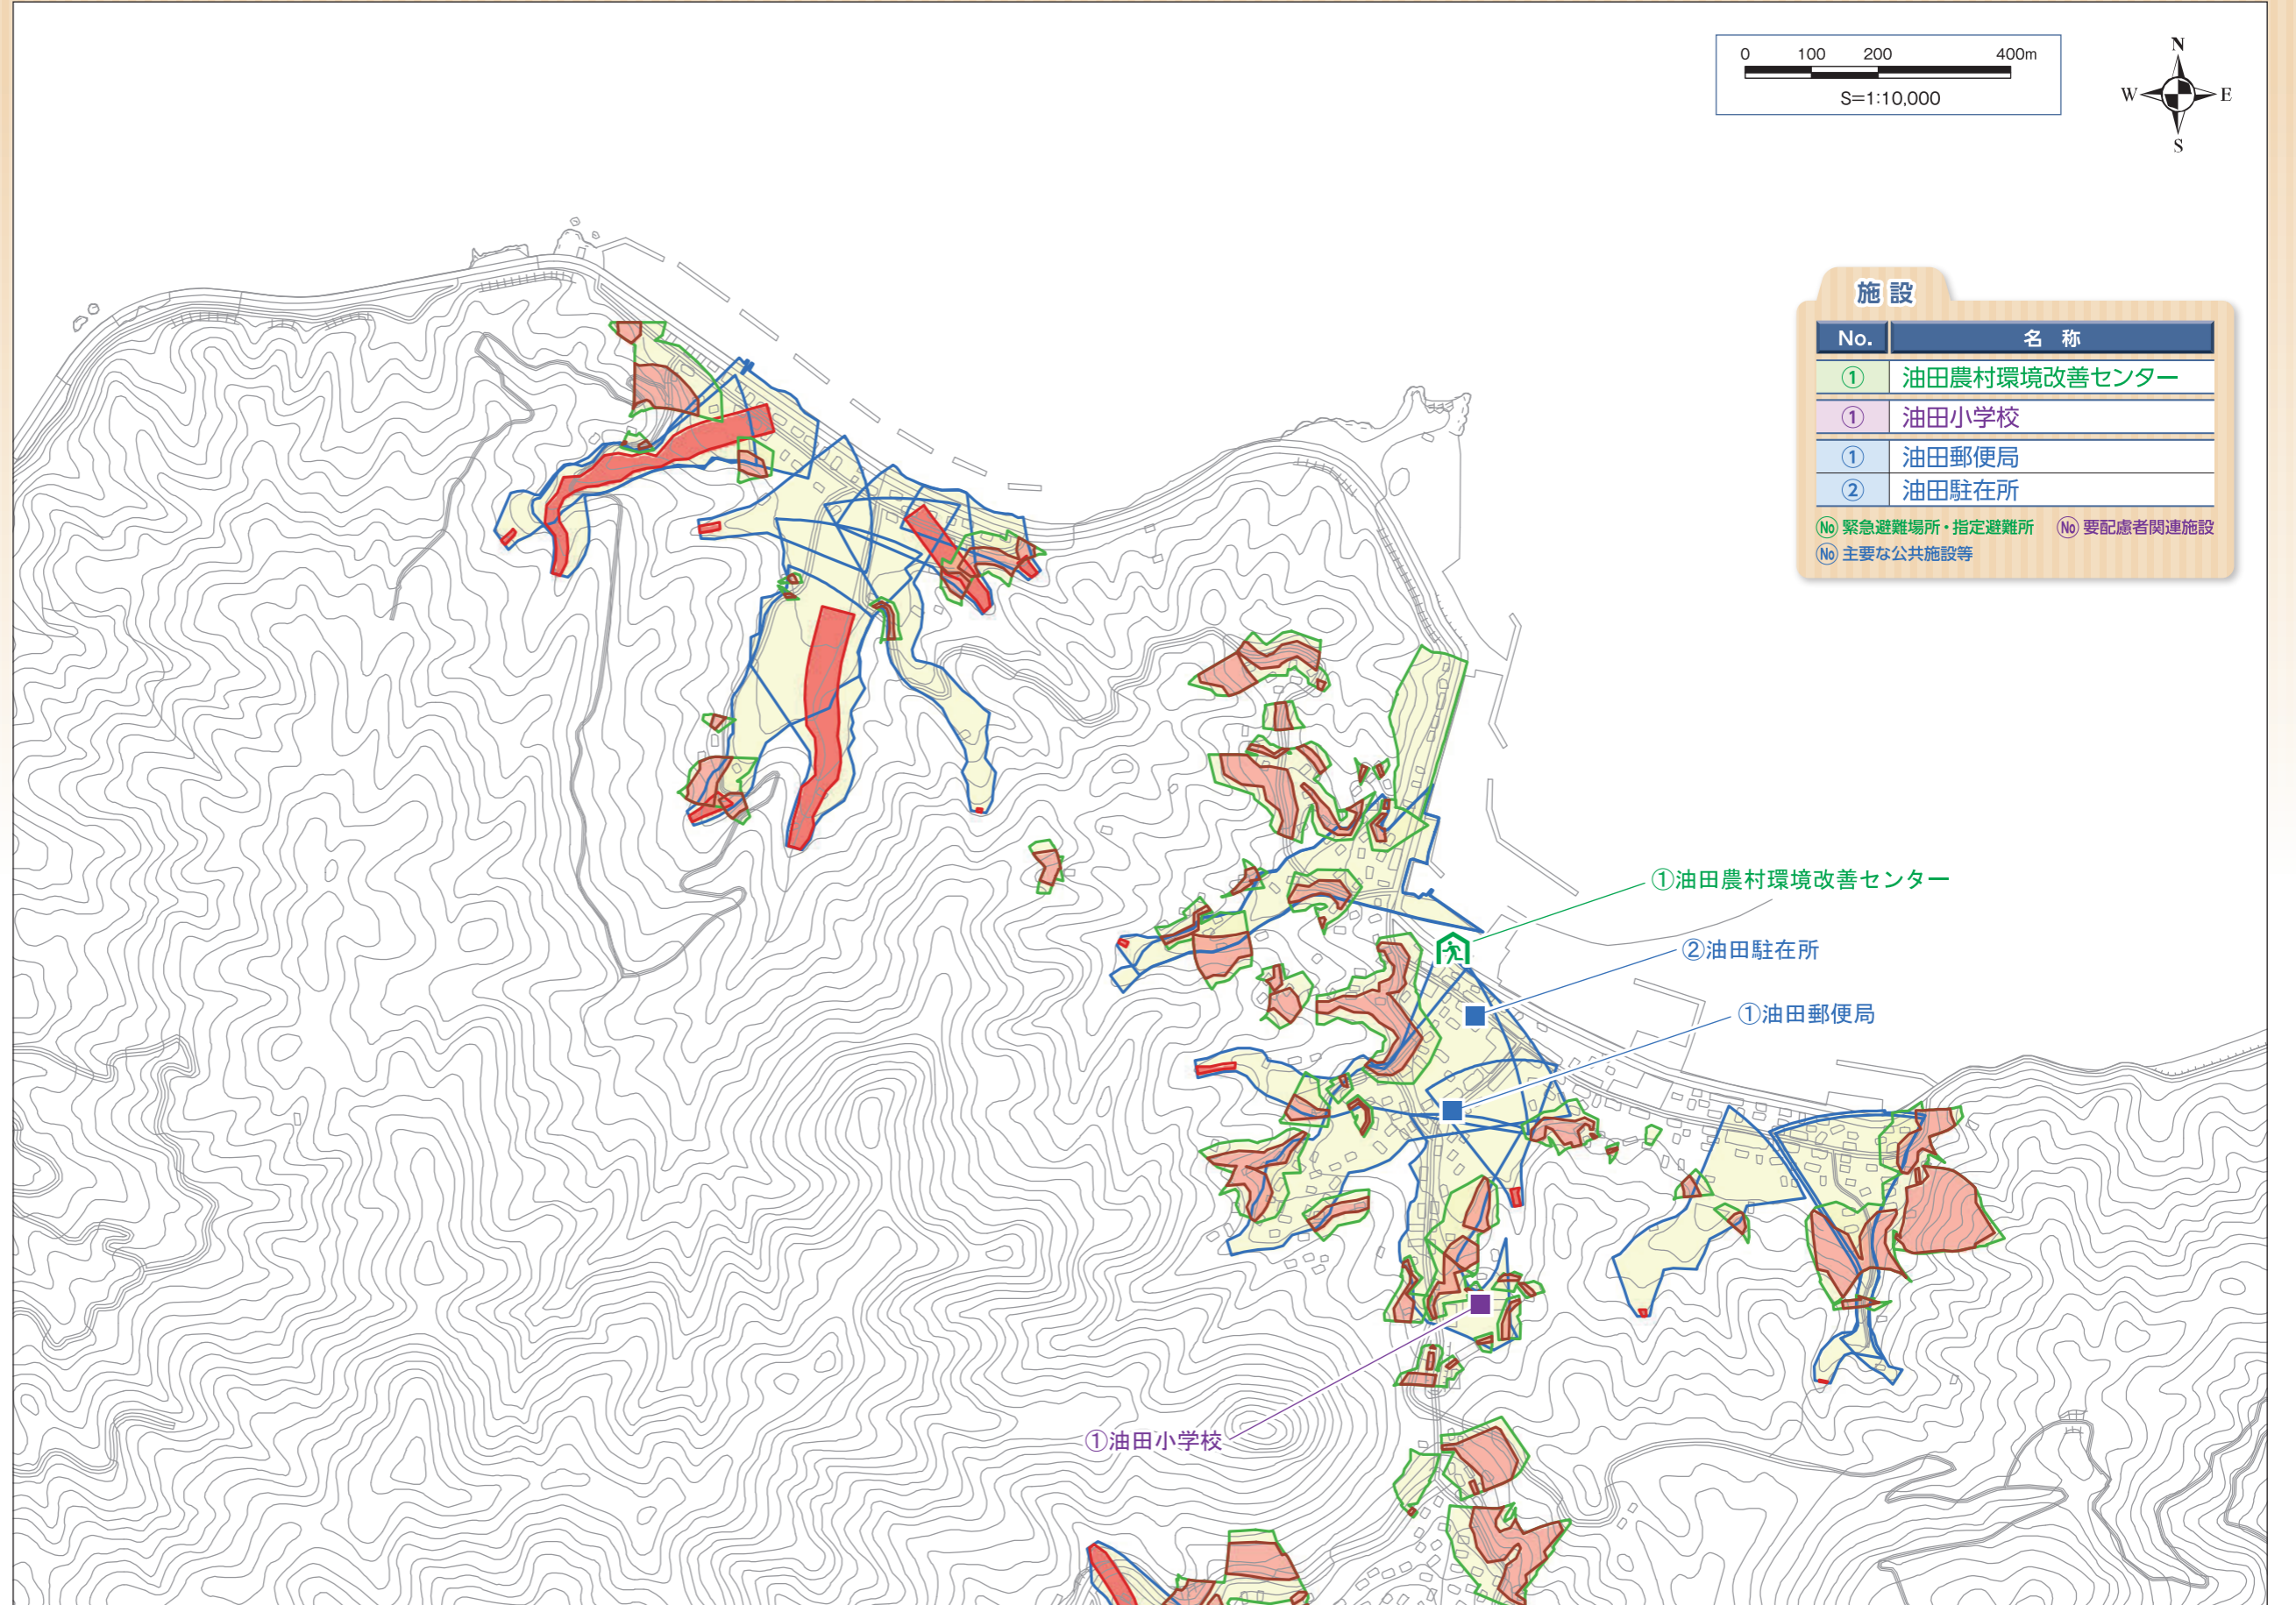 0 100 200 400m
S=1:10,000
N
W E
S
施設
No. 名称
① 油田農村環境改善センター
① 油田小学校
① 油田郵便局
② 油田駐在所
No 緊急避難場所・指定避難所 No 要配慮者関連施設
No 主要な公共施設等
①油田農村環境改善センター
②油田駐在所
①油田郵便局
①油田小学校